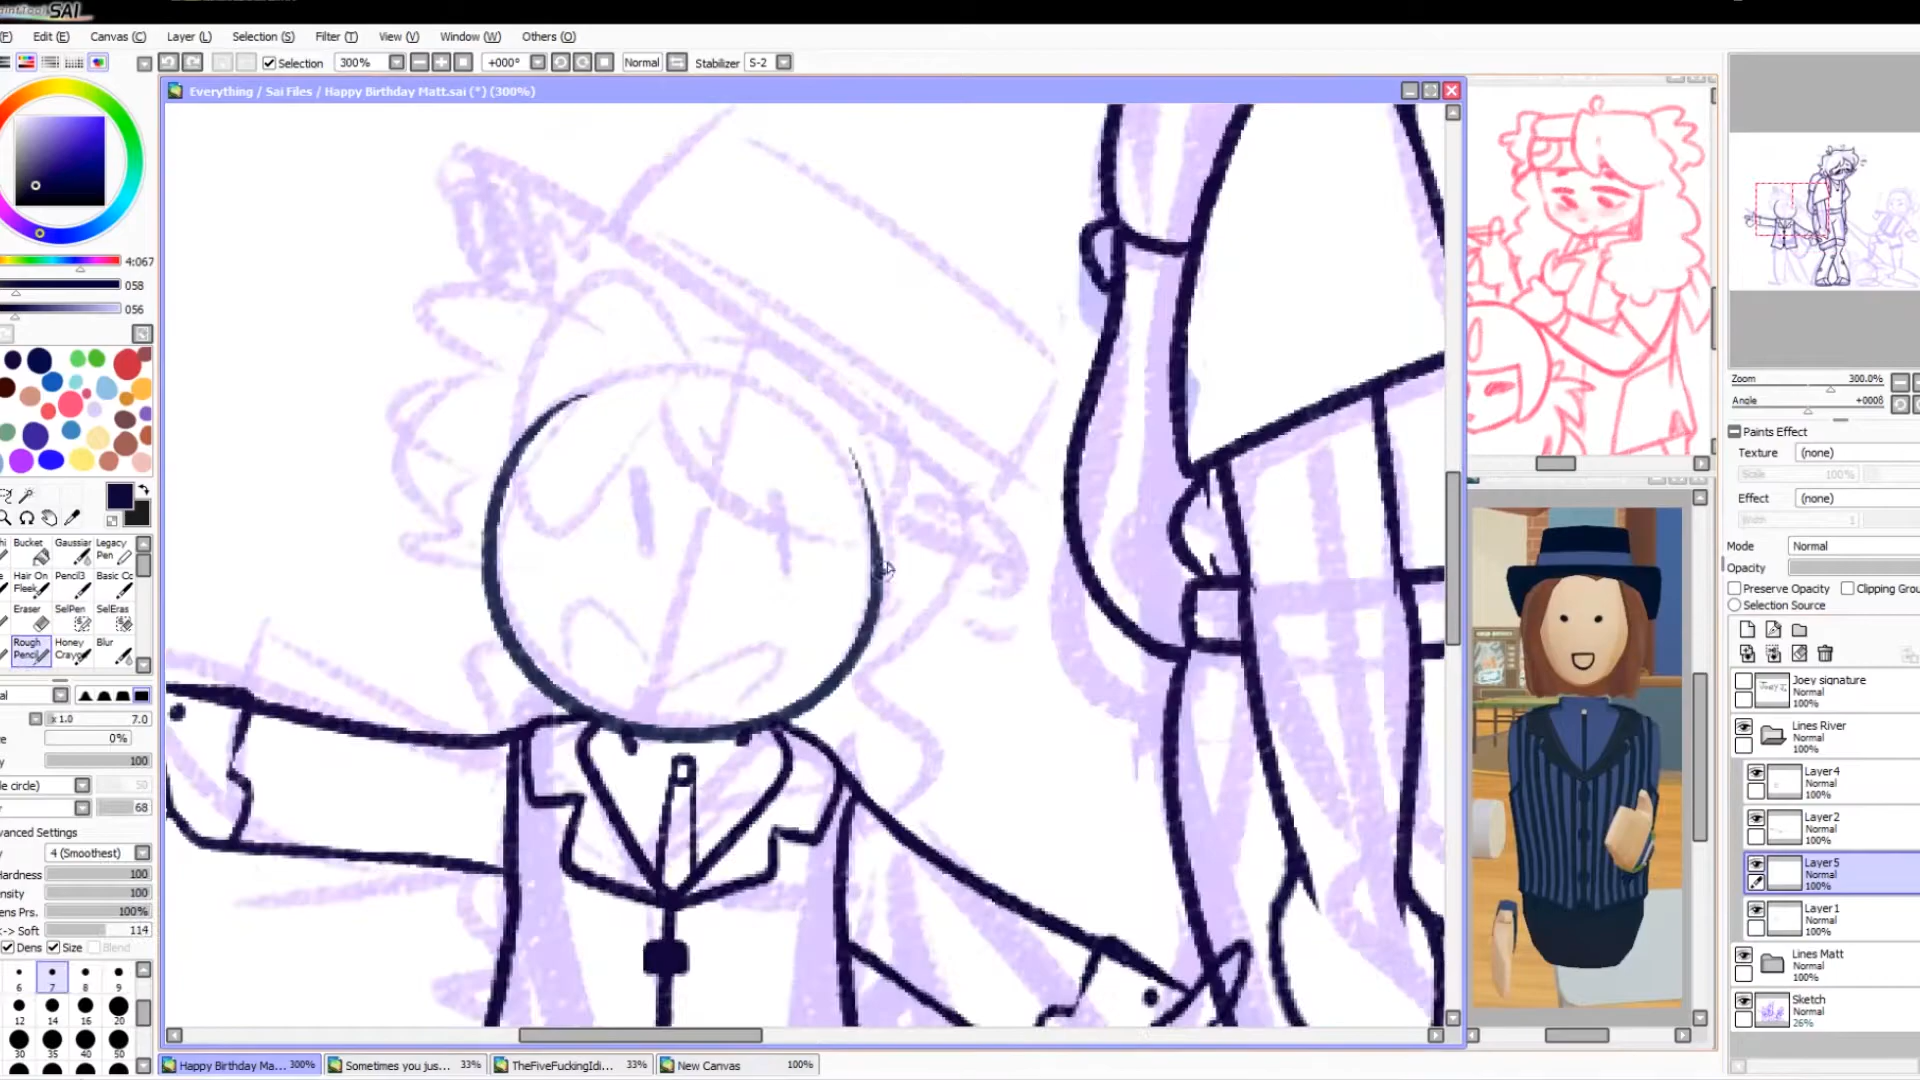 SAI
Edit (E) Canvas (C) Layer (L) Selection (S) Filter (T) View (V) Window (W) Others (O)
Selection 300% +000° Normal Stabilizer S-2
Everything / Sai Files / Happy Birthday Matt.sai (*) (300%)
4:067
058
056
Bucket Gaussiar Legacy
Pen
Hair On Pencil3 Basic Cc
Fleek
Eraser SelPen SelEras
Rough Honey Blur
Pencil Crayo
x 1.0 7.0
0%
100
le circle) 50
68
vanced Settings
4 (Smoothest)
Hardness 100
100
ens Prs. 100%
<-> Soft 114
Dens Size Blend
6 7 8 9
12 14 16 20
30 35 40 50
Zoom 300.0%
Angle +0008
Paints Effect
Texture (none)
Scale 100%
Effect (none)
Width 1
Mode Normal
Opacity
Preserve Opacity Clipping Grou
Selection Source
Joey signature
Normal
100%
Lines River
Normal
100%
Layer4
Normal
100%
Layer2
Normal
100%
Layer5
Normal
100%
Layer1
Normal
100%
Lines Matt
Normal
100%
Sketch
Normal
26%
Happy Birthday Ma... 300% Sometimes you jus... 33% TheFiveFuckingIdi... 33% New Canvas 100%